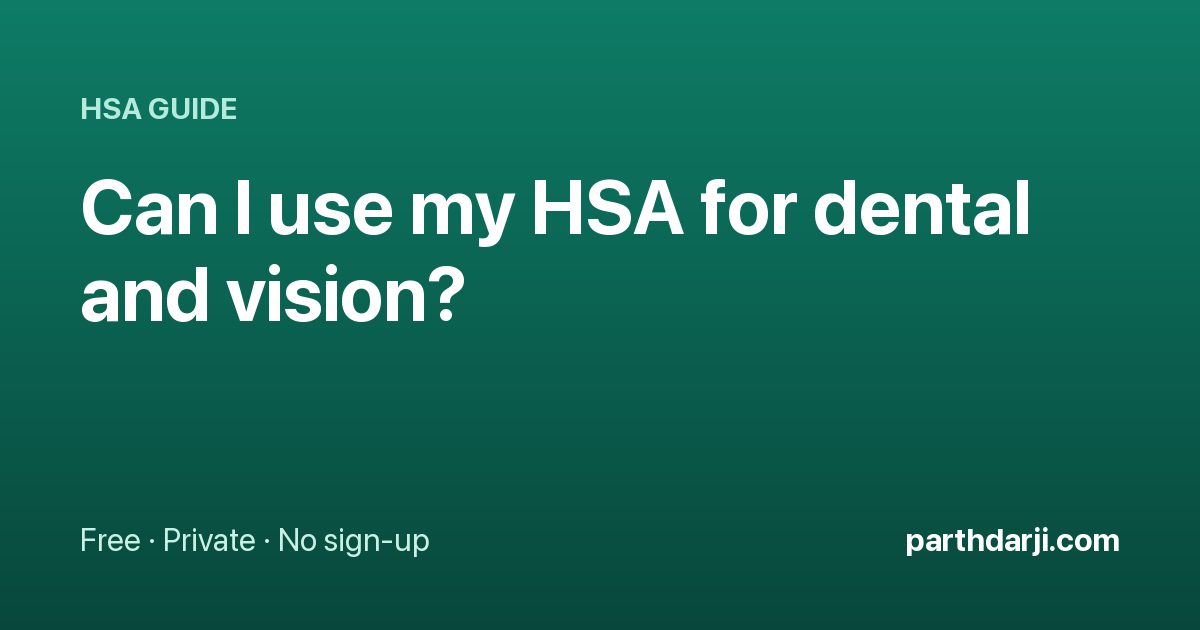 HSA GUIDE
Can I use my HSA for dental
and vision?
Free · Private · No sign-up
parthdarji.com